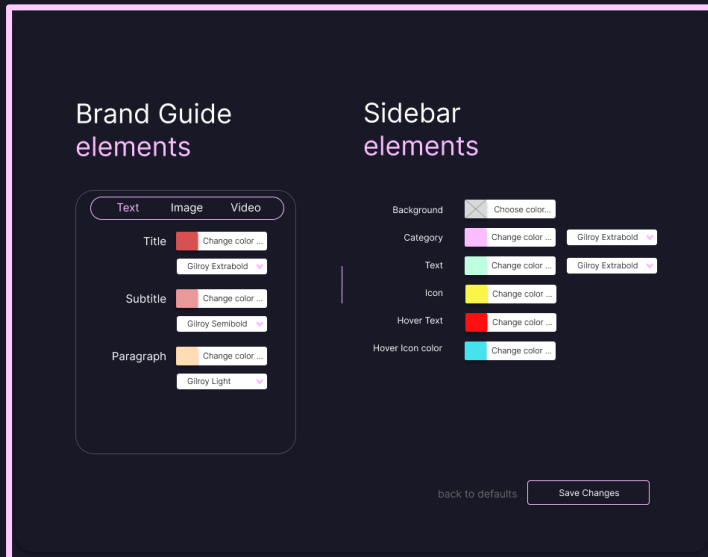 Brand Guide
elements
Text Image Video
Title Change color ...
Gilroy Extrabold
Subtitle Change color ...
Gilroy Semibold
Paragraph Change color ...
Gilroy Light
Sidebar
elements
Background Choose color...
Category Change color ... Gilroy Extrabold
Text Change color ... Gilroy Extrabold
Icon Change color ...
Hover Text Change color ...
Hover Icon color Change color ...
back to defaults Save Changes